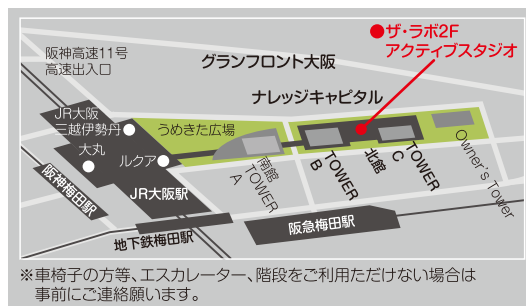 ●ザ・ラボ2F
アクティブスタジオ
阪神高速11号
高速出入口
グランフロント大阪
ナレッジキャピタル
JR大阪
三越伊勢丹
うめきた広場
大丸
ルクア
南館
TOWER
A
TOWER
B
北館
TOWER
C
Owner's Tower
阪神梅田駅
JR大阪駅
地下鉄梅田駅
阪急梅田駅
※車椅子の方等、エスカレーター、階段をご利用ただけない場合は
事前にご連絡願います。